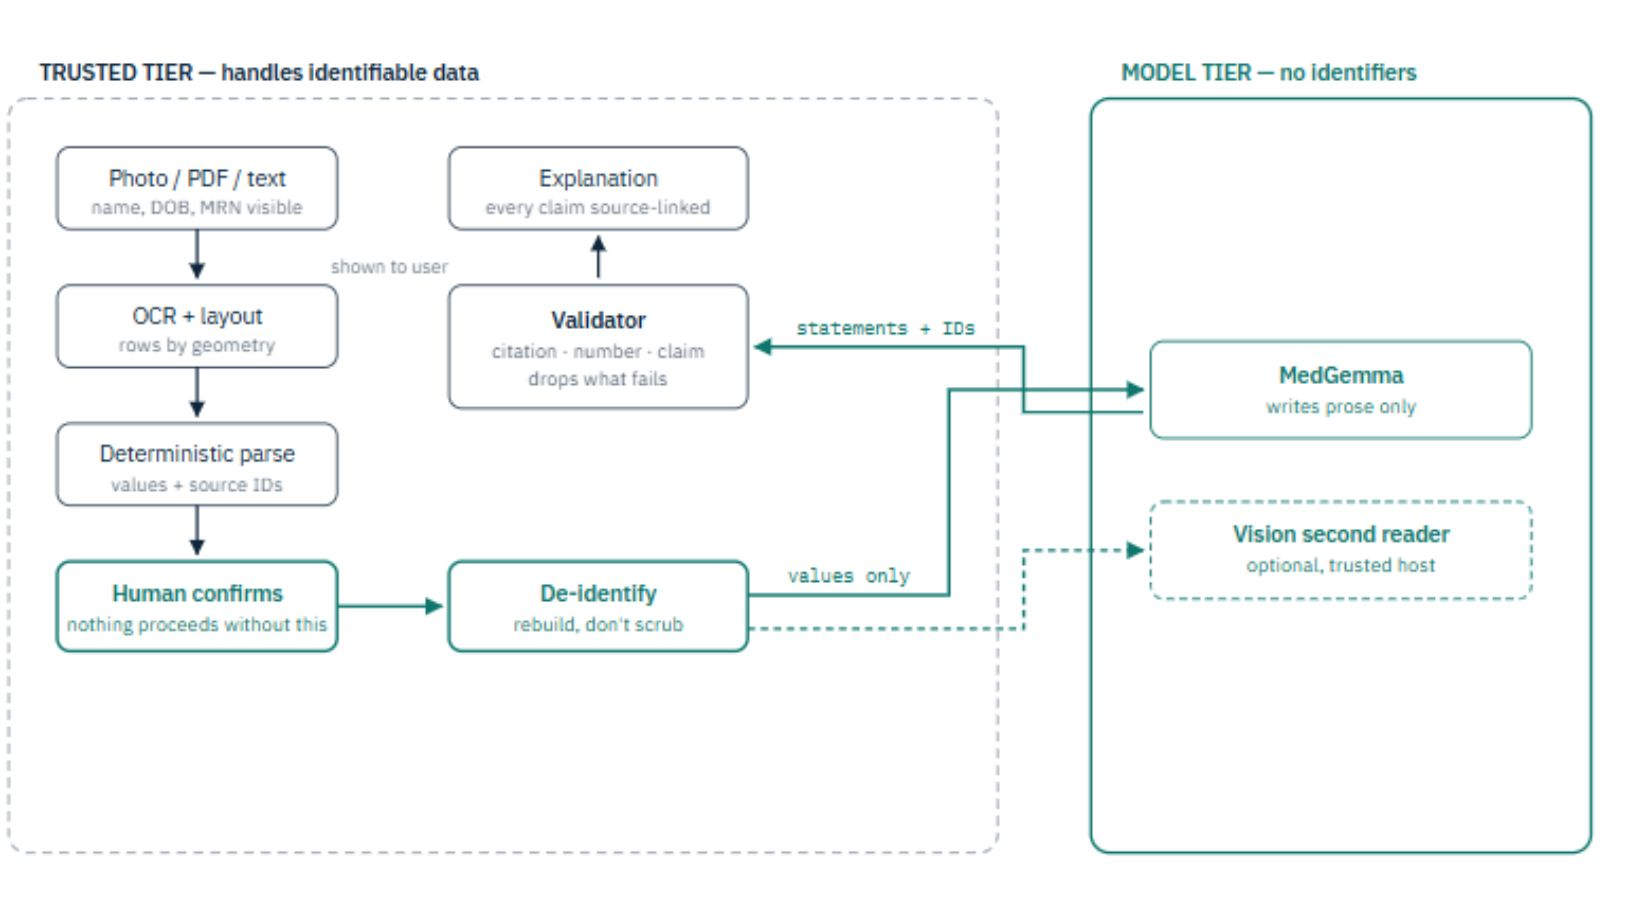 TRUSTED TIER — handles identifiable data
MODEL TIER — no identifiers
Photo / PDF / text
name, DOB, MRN visible
Explanation
every claim source-linked
shown to user
OCR + layout
rows by geometry
Validator
citation · number · claim
drops what fails
statements + IDs
MedGemma
writes prose only
Deterministic parse
values + source IDs
Vision second reader
optional, trusted host
Human confirms
nothing proceeds without this
De-identify
rebuild, don't scrub
values only